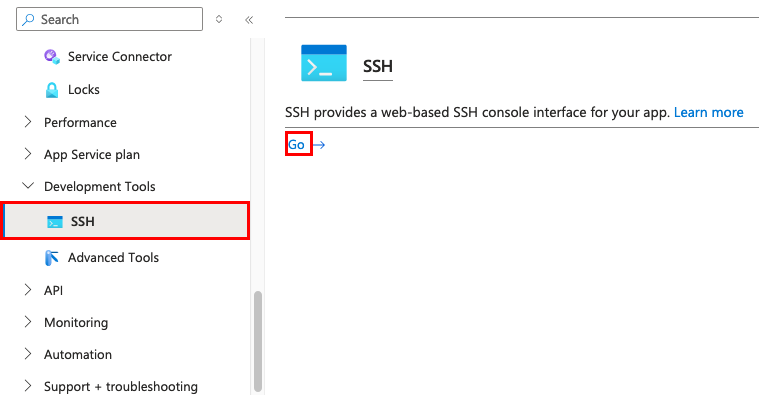 Search
Service Connector
Locks
Performance
App Service plan
Development Tools
SSH
Advanced Tools
API
Monitoring
Automation
Support + troubleshooting
SSH
SSH provides a web-based SSH console interface for your app. Learn more
Go